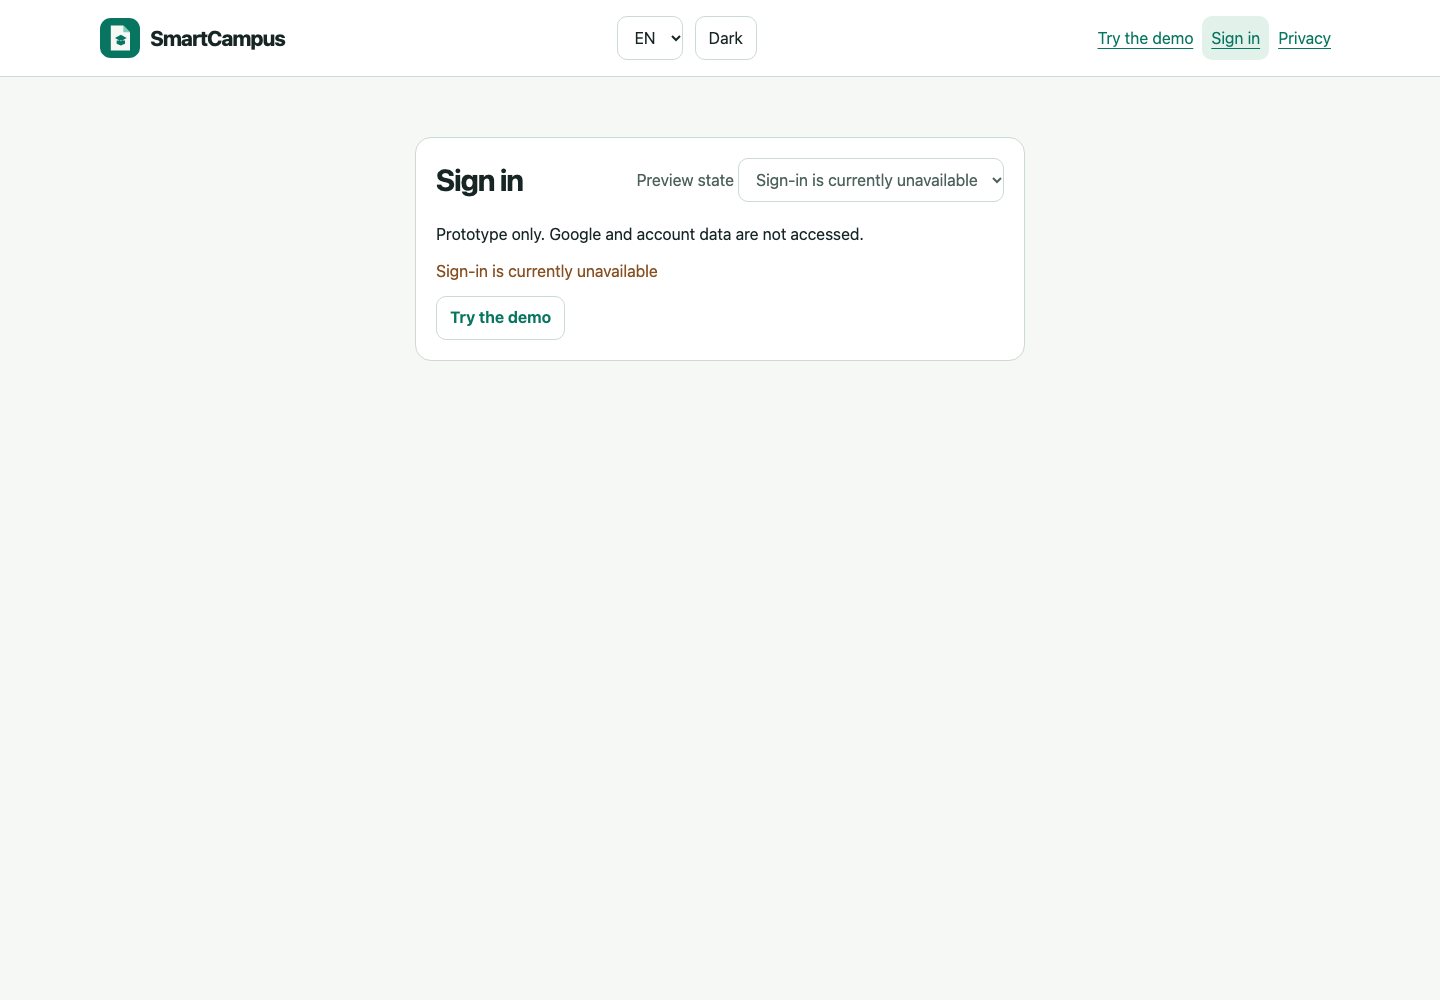 SmartCampus
EN
Dark
Try the demo
Sign in
Privacy
Sign in
Preview state
Sign-in is currently unavailable
Prototype only. Google and account data are not accessed.
Sign-in is currently unavailable
Try the demo